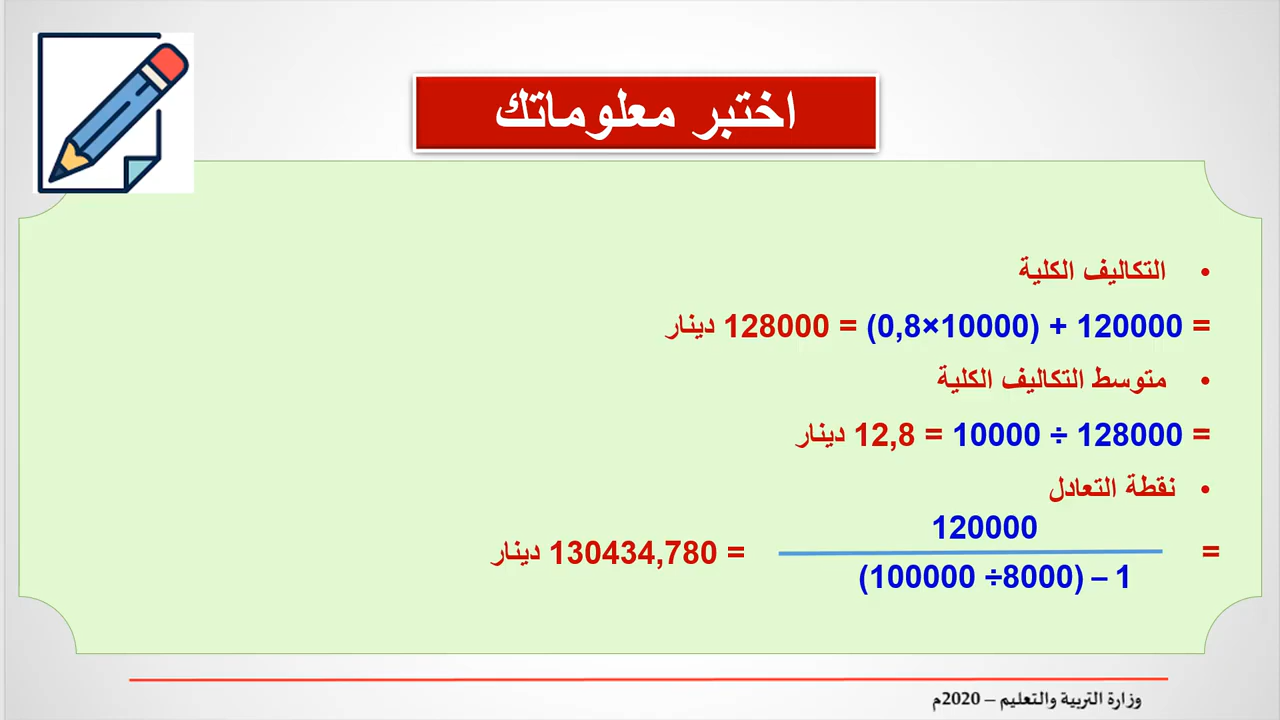 اختبر معلوماتك
• التكاليف الكلية
= 120000 + (10000×0,8) = 128000 دينار
• متوسط التكاليف الكلية
= 128000 ÷ 10000 = 12,8 دينار
• نقطة التعادل
120000
= = 130434,780 دينار
1 – (8000÷ 100000)
وزارة التربية والتعليم – 2020م